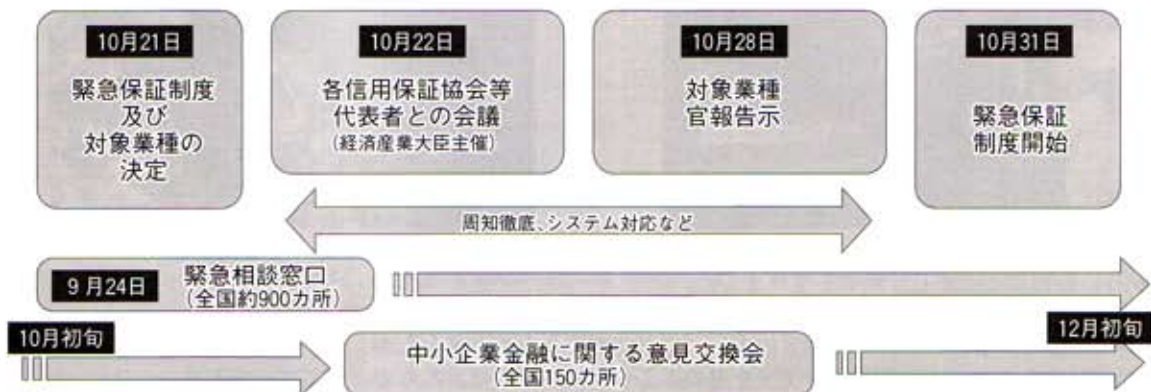 10月21日
緊急保証制度
及び
対象業種の
決定
10月22日
各信用保証協会等
代表者との会議
(経済産業大臣主催)
10月28日
対象業種
官報告示
10月31日
緊急保証
制度開始
周知徹底、システム対応など
9月24日
緊急相談窓口
(全国約900カ所)
10月初旬
中小企業金融に関する意見交換会
(全国150カ所)
12月初旬